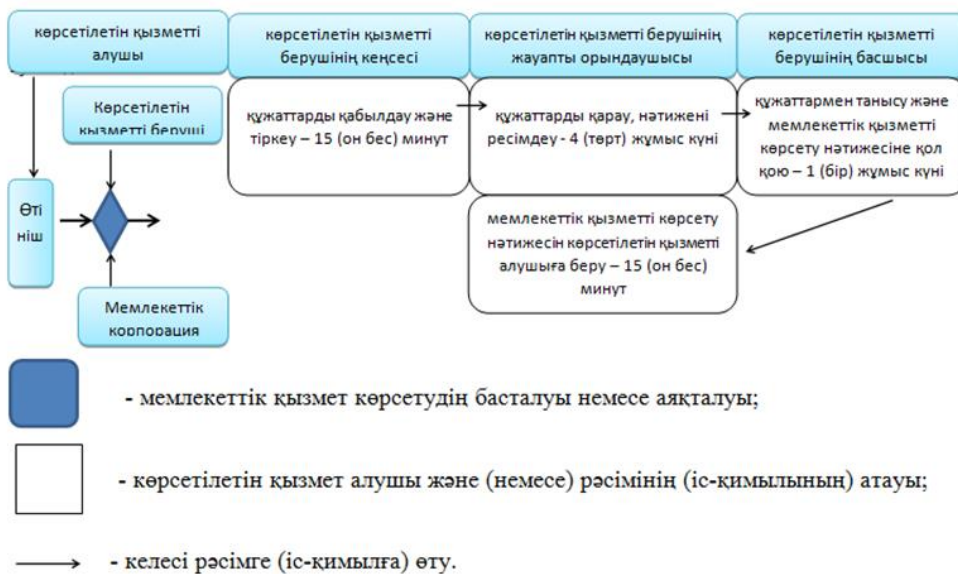 көрсетілетін қызметті
алушы
көрсетілетін қызметті
берушінің кеңсесі
көрсетілетін қызметті берушінің
жауапты орындаушысы
көрсетілетін қызметті
берушінің басшысы
Көрсетілетін
қызметті беруші
құжаттарды қабылдау және
тіркеу – 15 (он бес) минут
құжаттарды қарау, нәтижені
ресімдеу - 4 (төрт) жұмыс күні
құжаттармен танысу және
мемлекеттік қызметті
көрсету нәтижесіне қол
қою – 1 (бір) жұмыс күні
Өті
ніш
мемлекеттік қызметті көрсету
нәтижесін көрсетілетін қызметті
алушыға беру – 15 (он бес)
минут
Мемлекеттік
корпорация
- мемлекеттік қызмет көрсетудің басталуы немесе аяқталуы;
- көрсетілетін қызмет алушы және (немесе) рәсімінің (іс-қимылының) атауы;
- келесі рәсімге (іс-қимылға) өту.